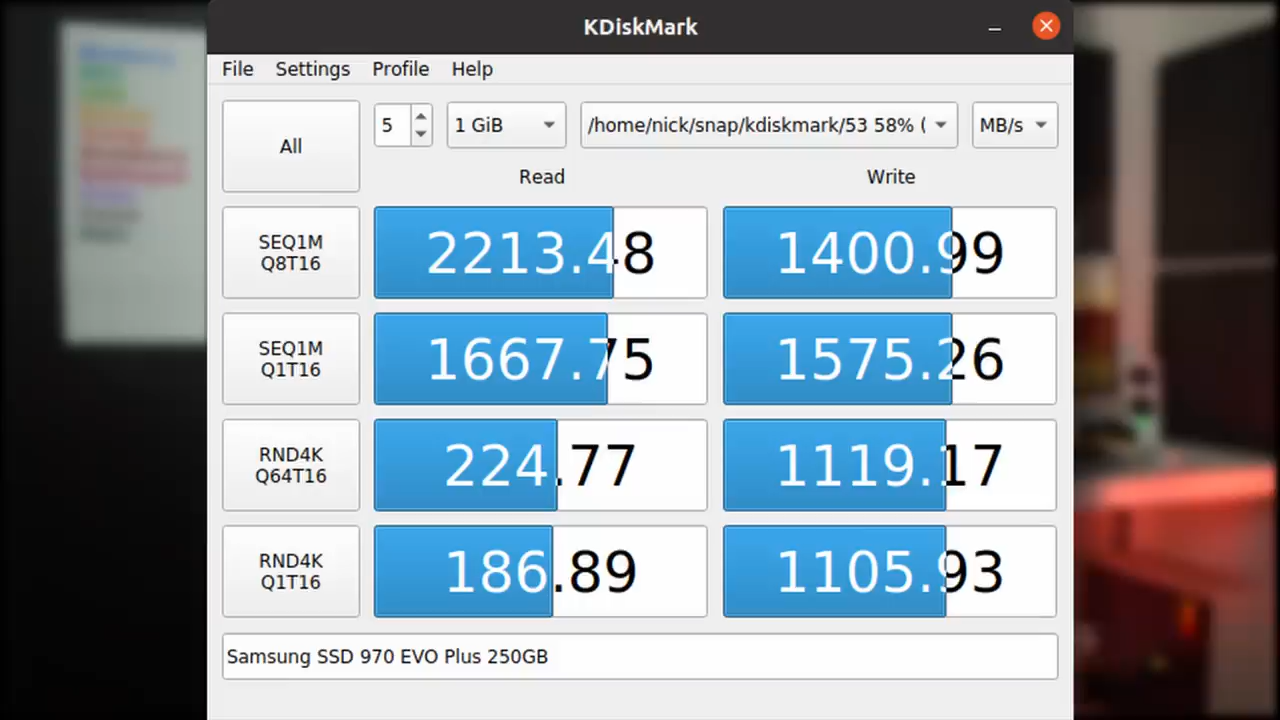 KDiskMark
File Settings Profile Help
All 5 1 GiB /home/nick/snap/kdiskmark/53 58% ( MB/s
Read Write
SEQ1M
Q8T16
2213.48 1400.99
SEQ1M
Q1T16
1667.75 1575.26
RND4K
Q64T16
224.77 1119.17
RND4K
Q1T16
186.89 1105.93
Samsung SSD 970 EVO Plus 250GB